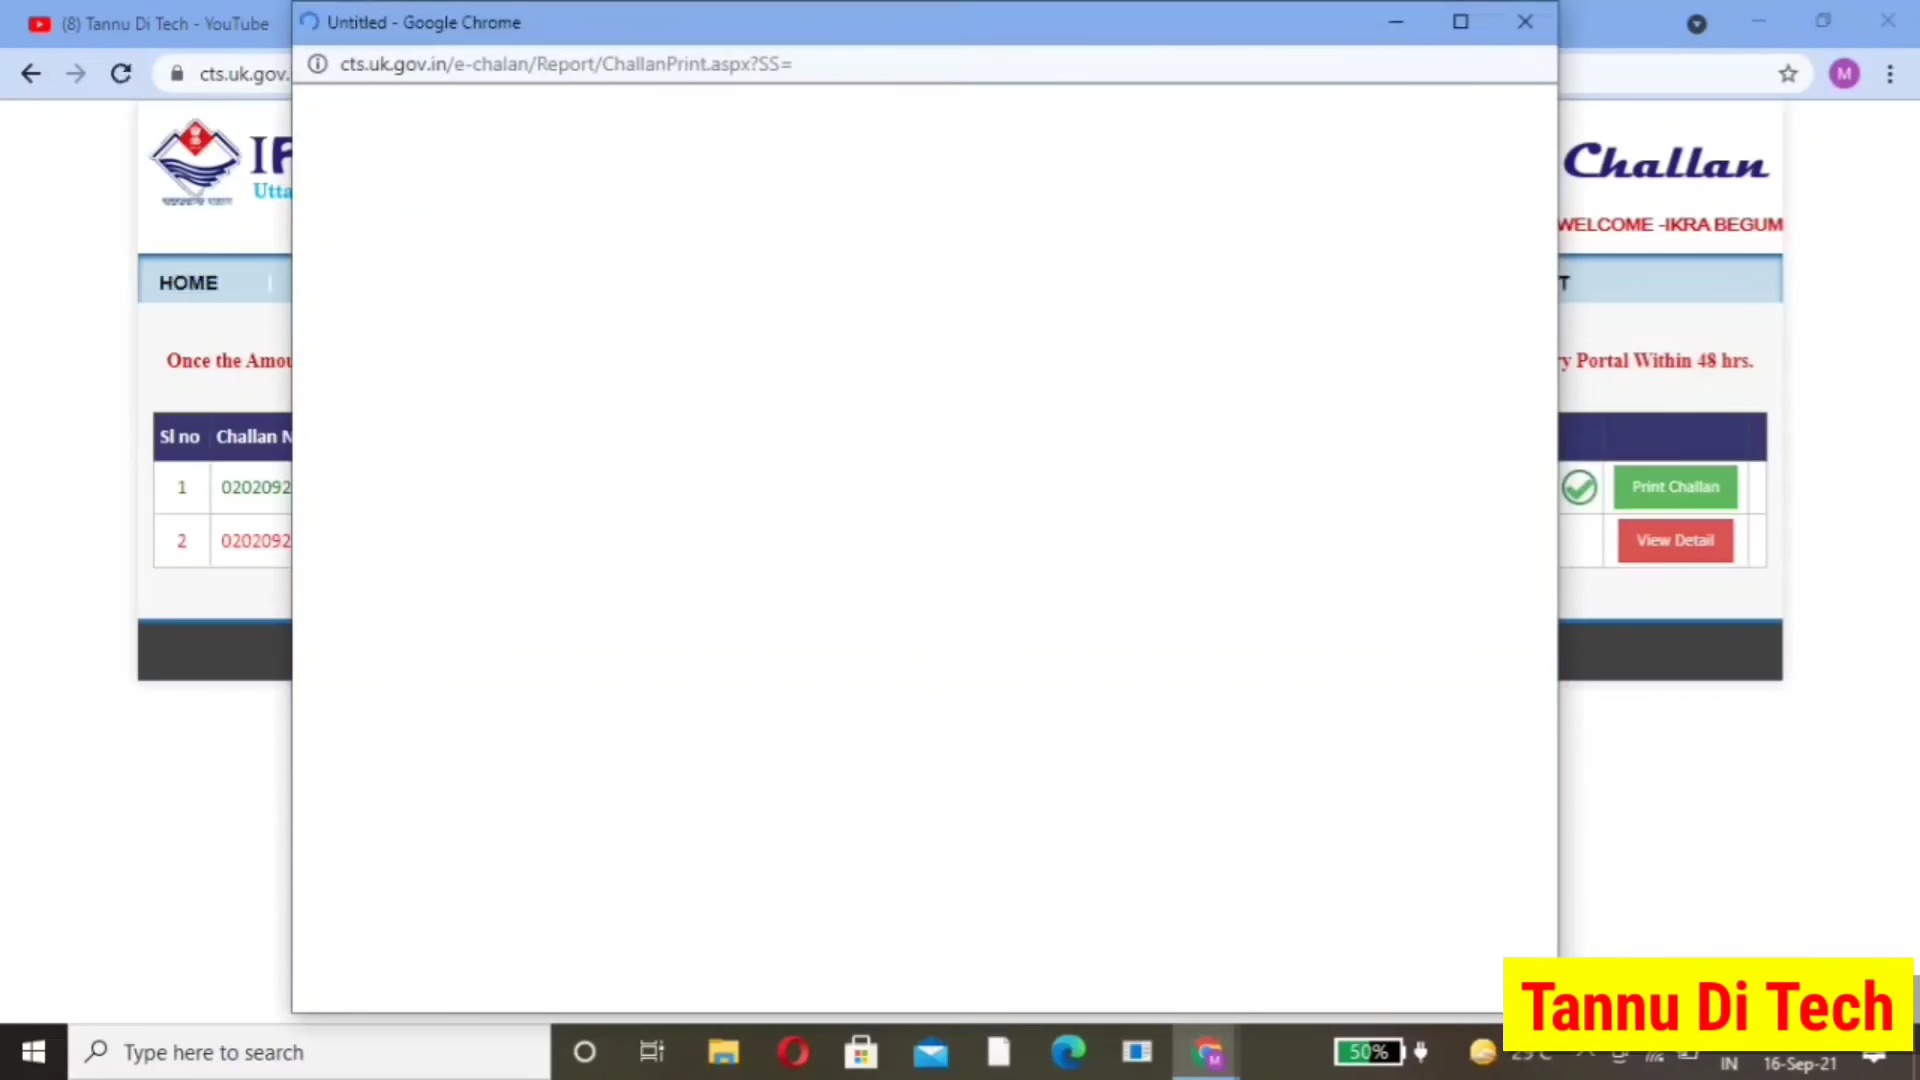 (8) Tannu Di Tech - YouTube
Untitled - Google Chrome
cts.uk.gov.
cts.uk.gov.in/e-chalan/Report/ChallanPrint.aspx?SS=
M
Utta
Challan
WELCOME -IKRA BEGUM
HOME
T
Once the Amou
y Portal Within 48 hrs.
Sl no Challan N
1 0202092
Print Challan
2 0202092
View Detail
Tannu Di Tech
Type here to search
50%
IN 16-Sep-21